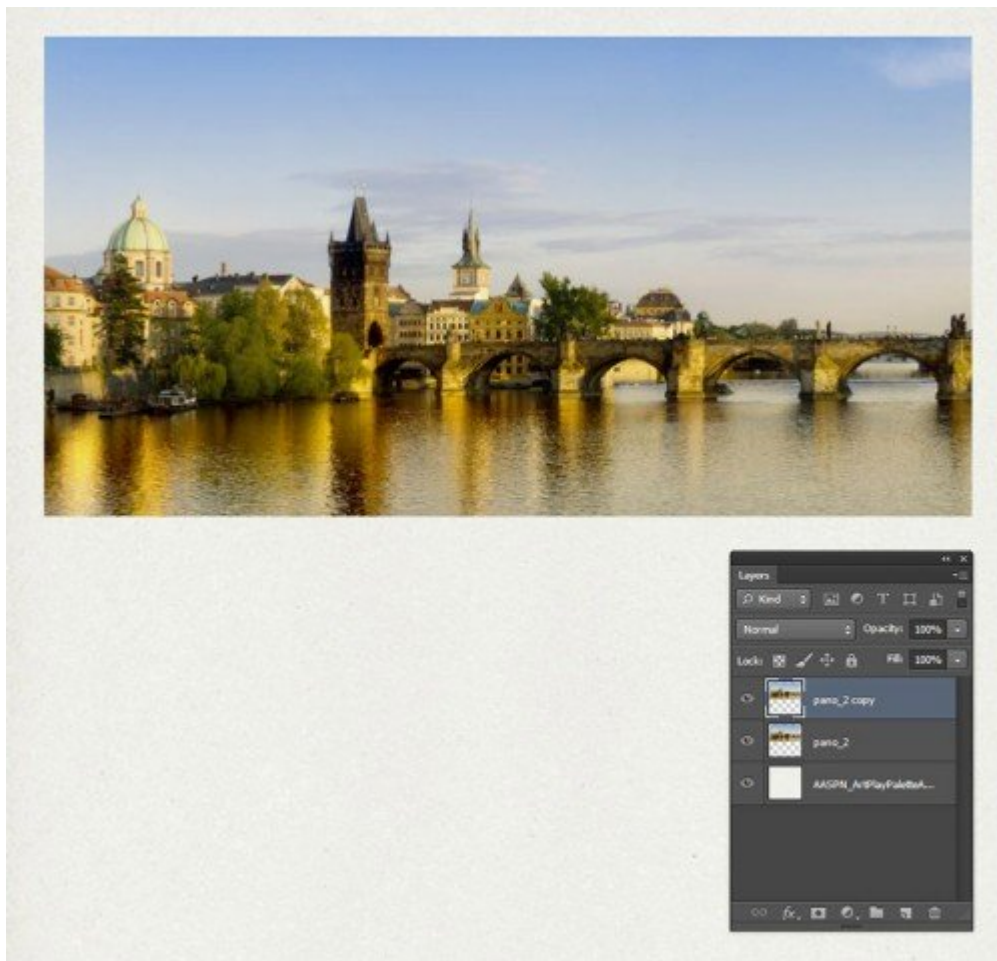 Layers
Kind
Normal Opacity: 100%
Lock: Fill: 100%
pano_2 copy
pano_2
AASPN_ArtPlayPaletteA...
fx